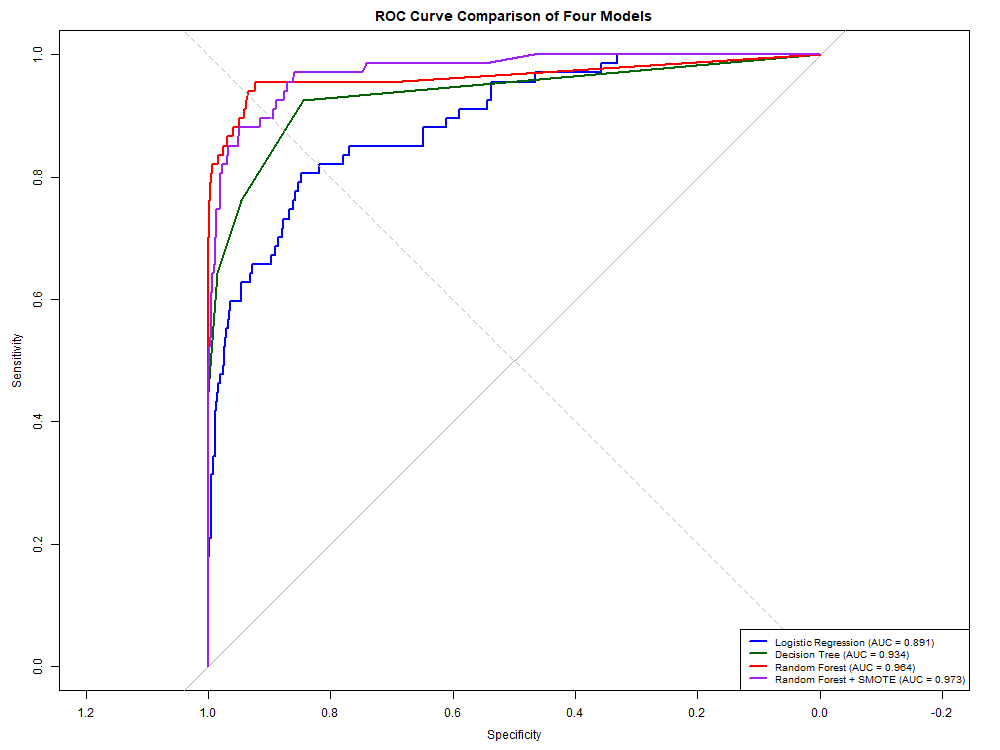 ROC Curve Comparison of Four Models
Sensitivity
1.0
0.8
0.6
0.4
0.2
0.0
1.2 1.0 0.8 0.6 0.4 0.2 0.0 -0.2
Specificity
Logistic Regression (AUC = 0.891)
Decision Tree (AUC = 0.934)
Random Forest (AUC = 0.964)
Random Forest + SMOTE (AUC = 0.973)